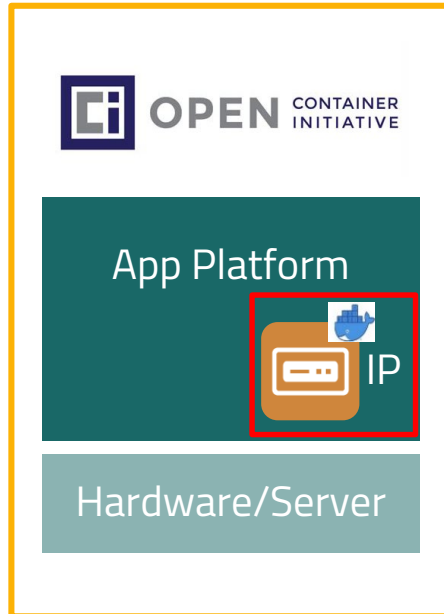 OPEN CONTAINER
INITIATIVE
App Platform
IP
Hardware/Server